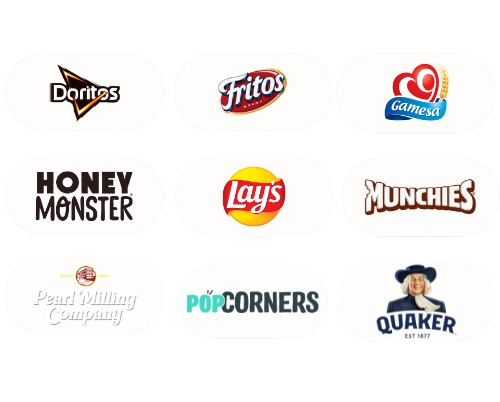 Doritos
Fritos
Gamesa
HONEY
MONSTER
Lay's
MUNCHIES
Pearl Milling
Company
POPCORNERS
QUAKER
EST 1877